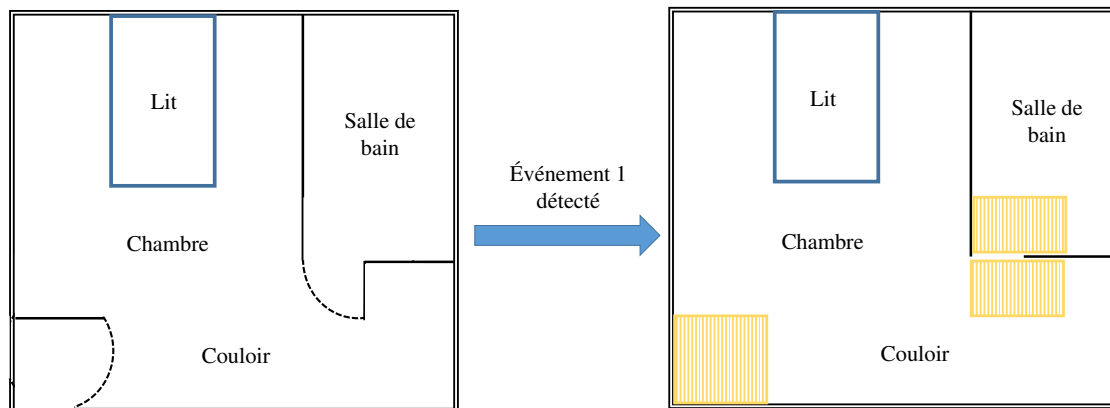 Lit
Salle de
bain
Chambre
Couloir
Événement 1
détecté
Lit
Salle de
bain
Chambre
Couloir